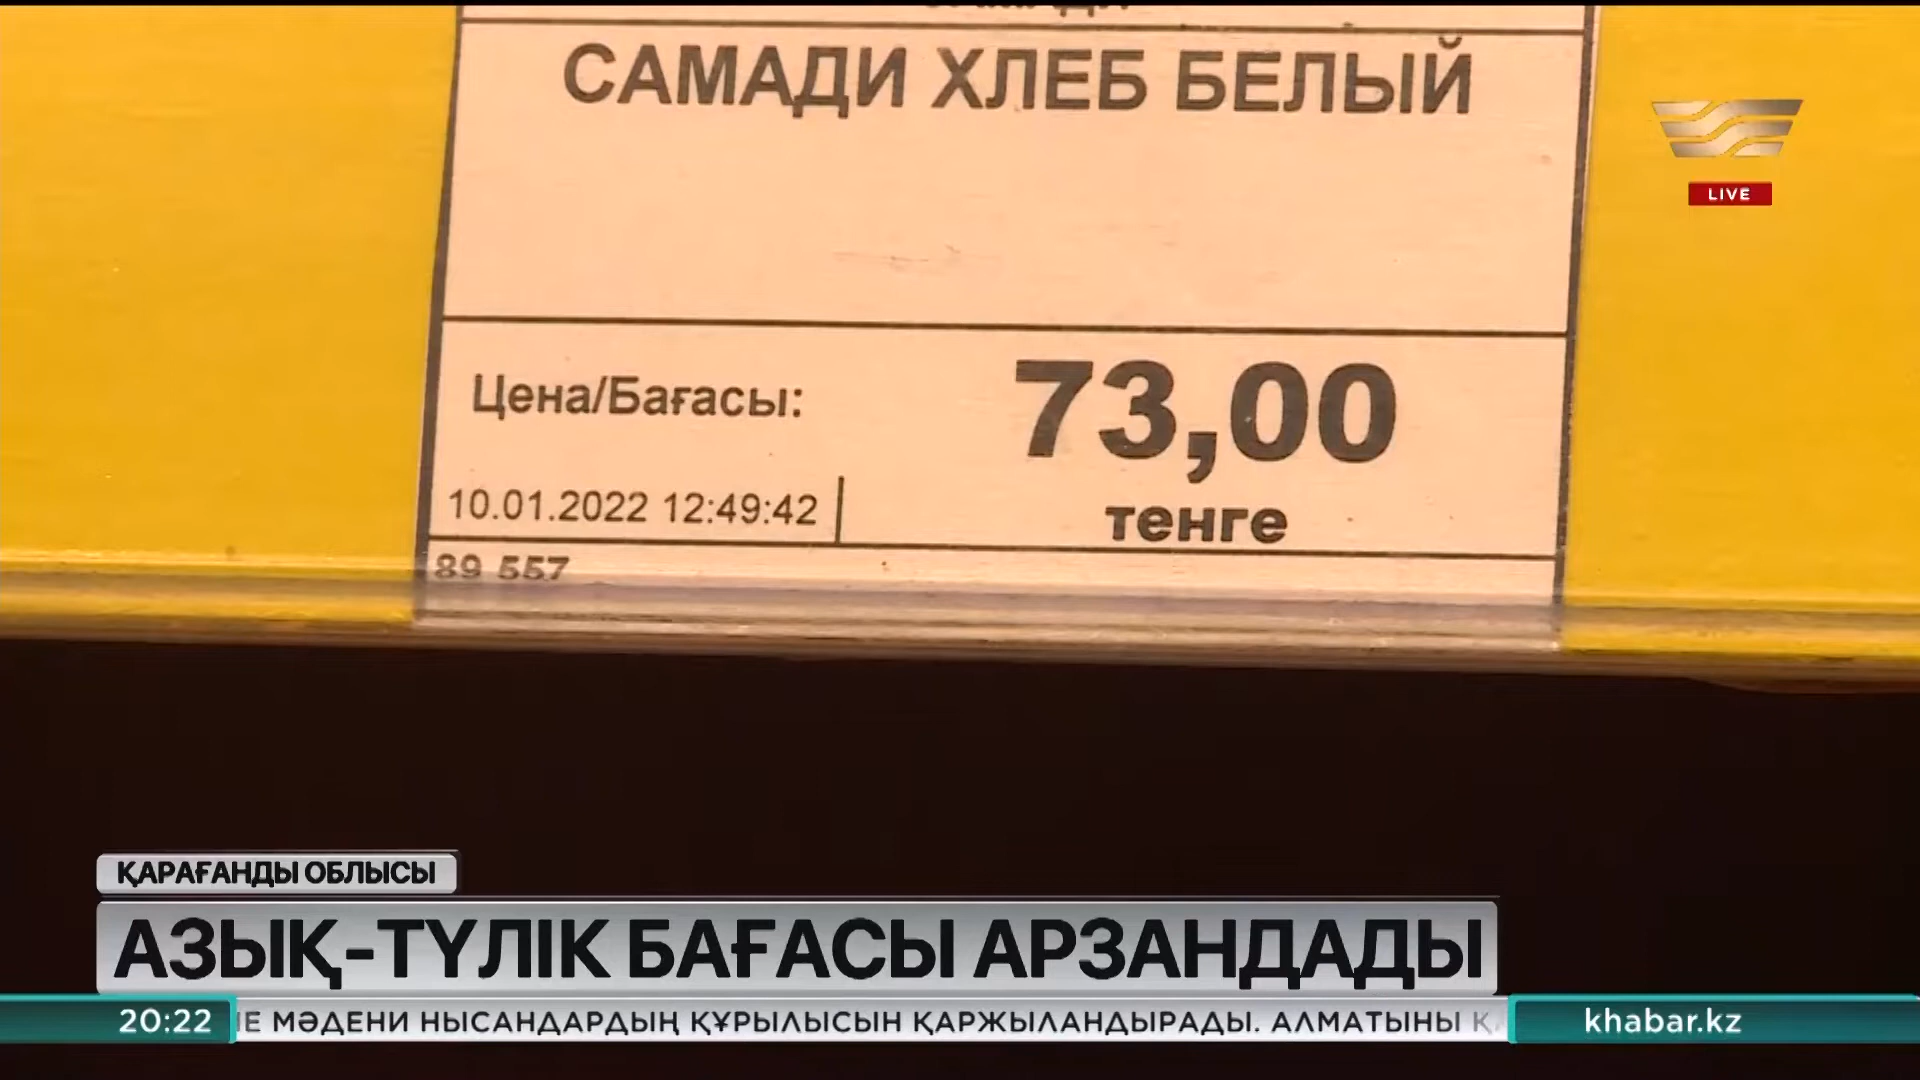 САМАДИ ХЛЕБ БЕЛЫЙ
LIVE
Цена/Бағасы:
73,00
тенге
10.01.2022 12:49:42
89 557
ҚАРАҒАНДЫ ОБЛЫСЫ
АЗЫҚ-ТҮЛІК БАҒАСЫ АРЗАНДАДЫ
20:22
МӘДЕНИ НЫСАНДАРДЫҢ ҚҰРЫЛЫСЫН ҚАРЖЫЛАНДЫРАДЫ. АЛМАТЫНЫ
khabar.kz